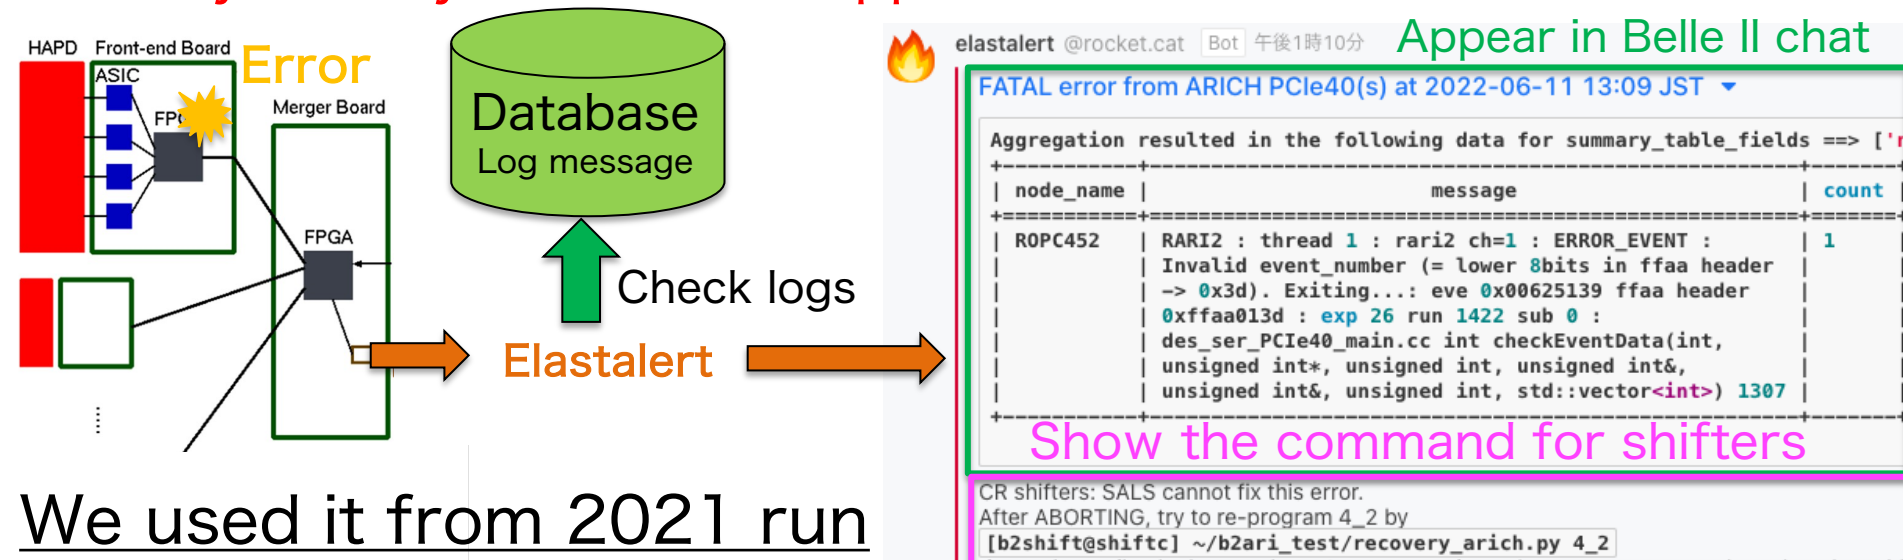 HAPD Front-end Board
Error
ASIC
Merger Board
FPGA
Database
Log message
Check logs
Elastalert
We used it from 2021 run
elastalert @rocket.cat Bot 午後1時10分
Appear in Belle II chat
FATAL error from ARICH PCIe40(s) at 2022-06-11 13:09 JST
Aggregation resulted in the following data for summary_table_fields ==> ['r
| node_name | message | count
| ROPC452 | RARI2 : thread 1 : rari2 ch=1 : ERROR_EVENT : | 1
Invalid event_number (= lower 8bits in ffaa header
-> 0x3d). Exiting...: eve 0x00625139 ffaa header
0xffaa013d : exp 26 run 1422 sub 0 :
des_ser_PCIe40_main.cc int checkEventData(int,
unsigned int*, unsigned int, unsigned int&,
unsigned int&, unsigned int, std::vector<int>) 1307
Show the command for shifters
CR shifters: SALS cannot fix this error.
After ABORTING, try to re-program 4_2 by
[b2shift@shiftc] ~/b2ari_test/recovery_arich.py 4_2